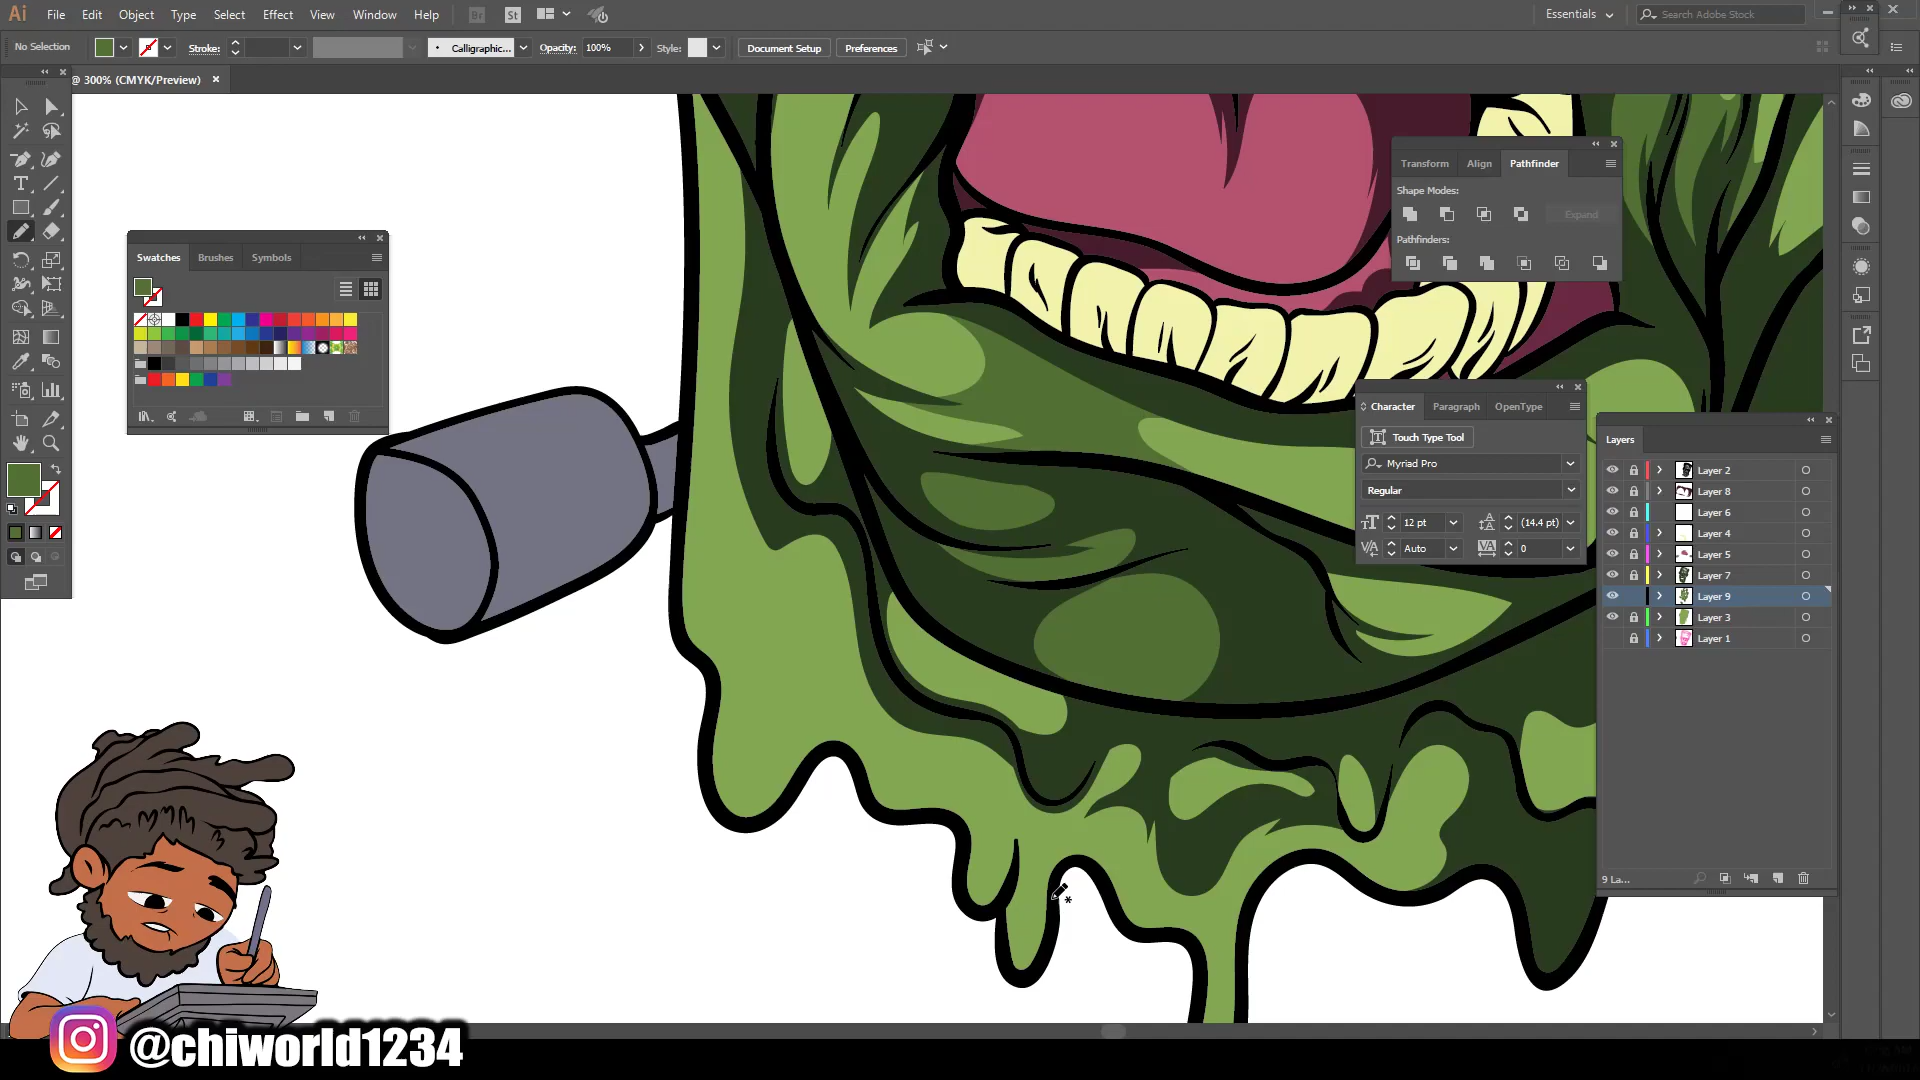 Ai File Edit Object Type Select Effect View Window Help Br St Essentials Search Adobe Stock
No Selection Stroke: Calligraphic... Opacity: 100% Style: Document Setup Preferences
@ 300% (CMYK/Preview)
Transform Align Pathfinder
Shape Modes:
Expand
Pathfinders:
Swatches Brushes Symbols
Character Paragraph OpenType
Touch Type Tool
Myriad Pro
Regular
12 pt (14.4 pt)
Auto 0
Layers
Layer 2
Layer 8
Layer 6
Layer 4
Layer 5
Layer 7
Layer 9
Layer 3
Layer 1
9 La...
@chiworld1234